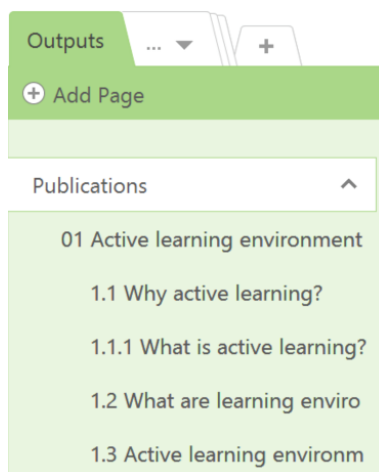 Outputs ... +
Add Page
Publications
01 Active learning environment
1.1 Why active learning?
1.1.1 What is active learning?
1.2 What are learning enviro
1.3 Active learning environm